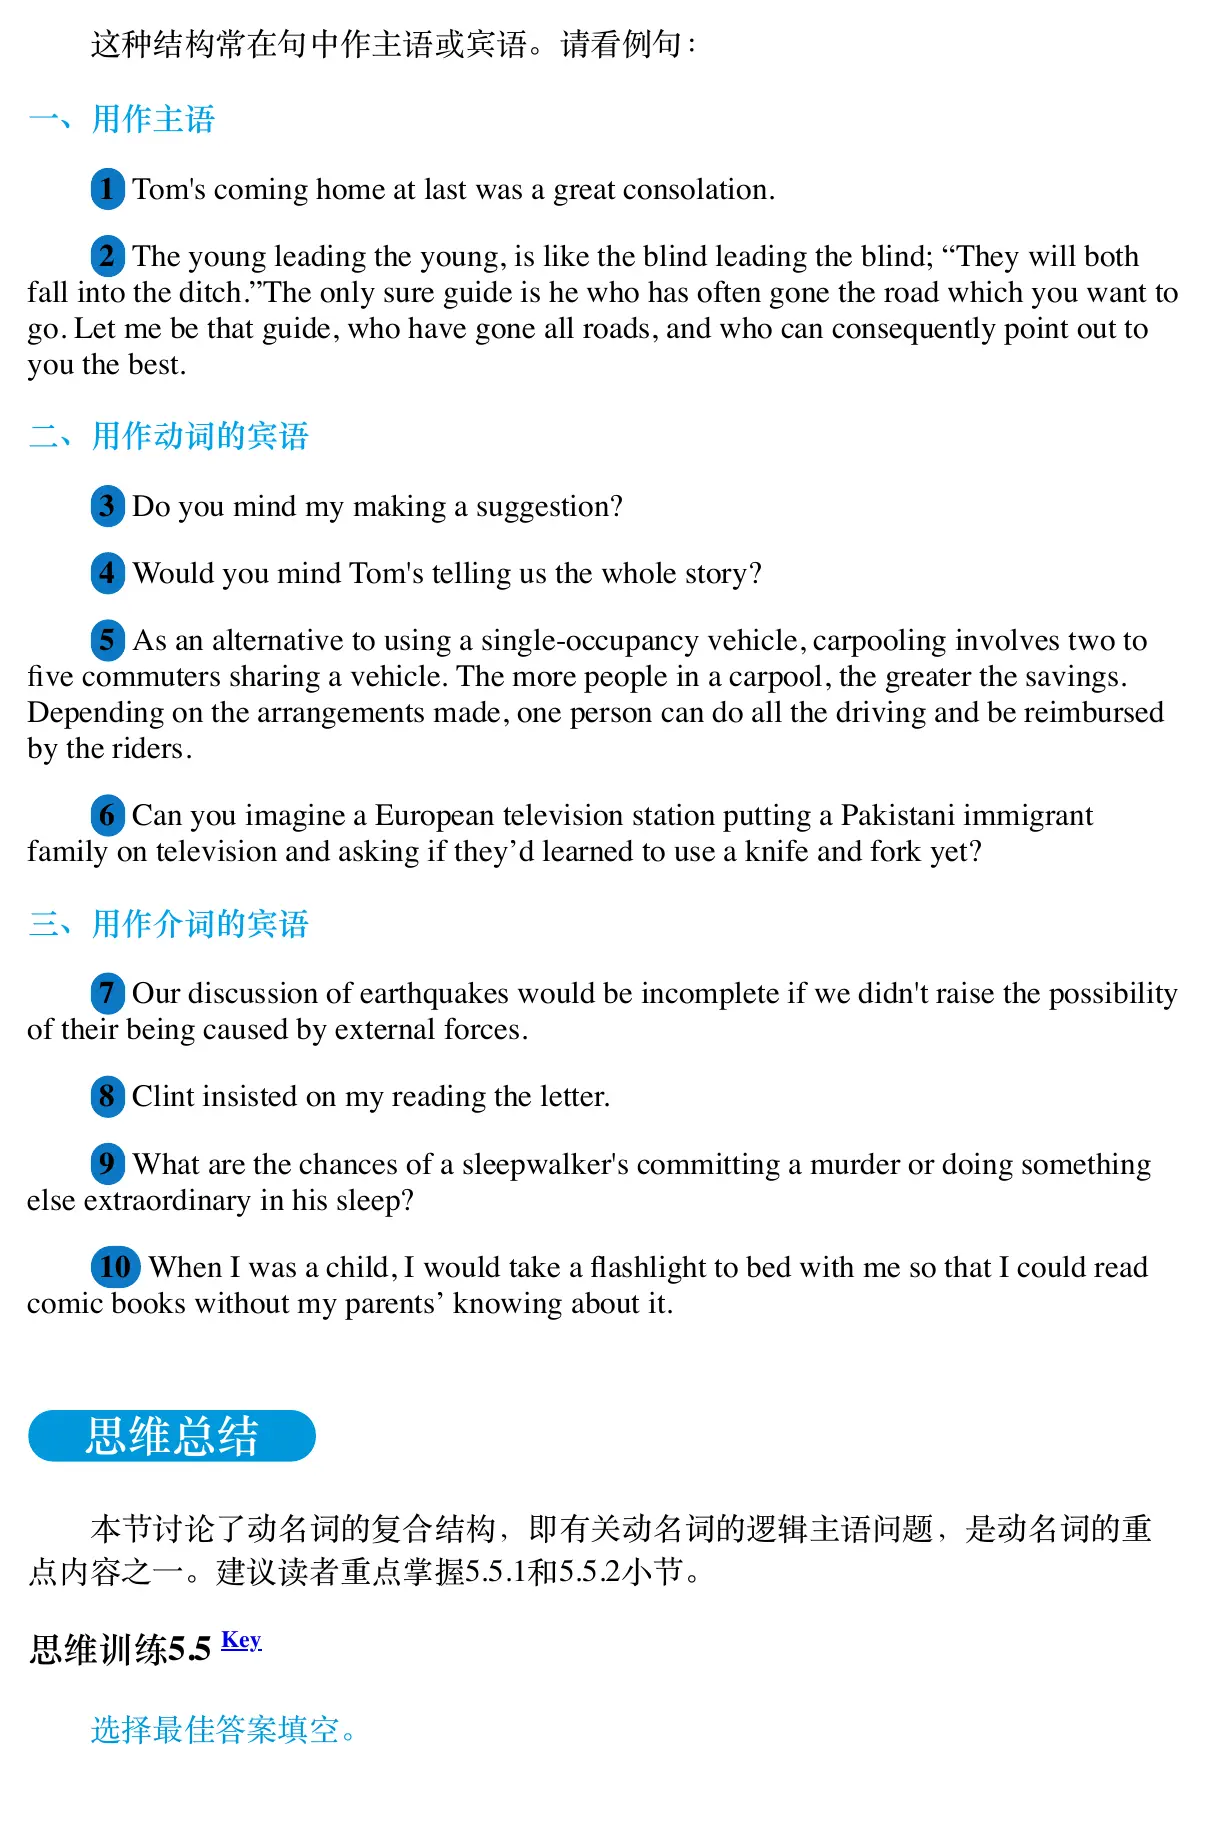 这种结构常在句中作主语或宾语。请看例句：
一、用作主语
1 Tom's coming home at last was a great consolation.
2 The young leading the young, is like the blind leading the blind; “They will both
fall into the ditch.”The only sure guide is he who has often gone the road which you want to
go. Let me be that guide, who have gone all roads, and who can consequently point out to
you the best.
二、用作动词的宾语
3 Do you mind my making a suggestion?
4 Would you mind Tom's telling us the whole story?
5 As an alternative to using a single-occupancy vehicle, carpooling involves two to
five commuters sharing a vehicle. The more people in a carpool, the greater the savings.
Depending on the arrangements made, one person can do all the driving and be reimbursed
by the riders.
6 Can you imagine a European television station putting a Pakistani immigrant
family on television and asking if they’d learned to use a knife and fork yet?
三、用作介词的宾语
7 Our discussion of earthquakes would be incomplete if we didn't raise the possibility
of their being caused by external forces.
8 Clint insisted on my reading the letter.
9 What are the chances of a sleepwalker's committing a murder or doing something
else extraordinary in his sleep?
10 When I was a child, I would take a flashlight to bed with me so that I could read
comic books without my parents’ knowing about it.
思维总结
本节讨论了动名词的复合结构，即有关动名词的逻辑主语问题，是动名词的重
点内容之一。建议读者重点掌握5.5.1和5.5.2小节。
思维训练5.5 Key
选择最佳答案填空。